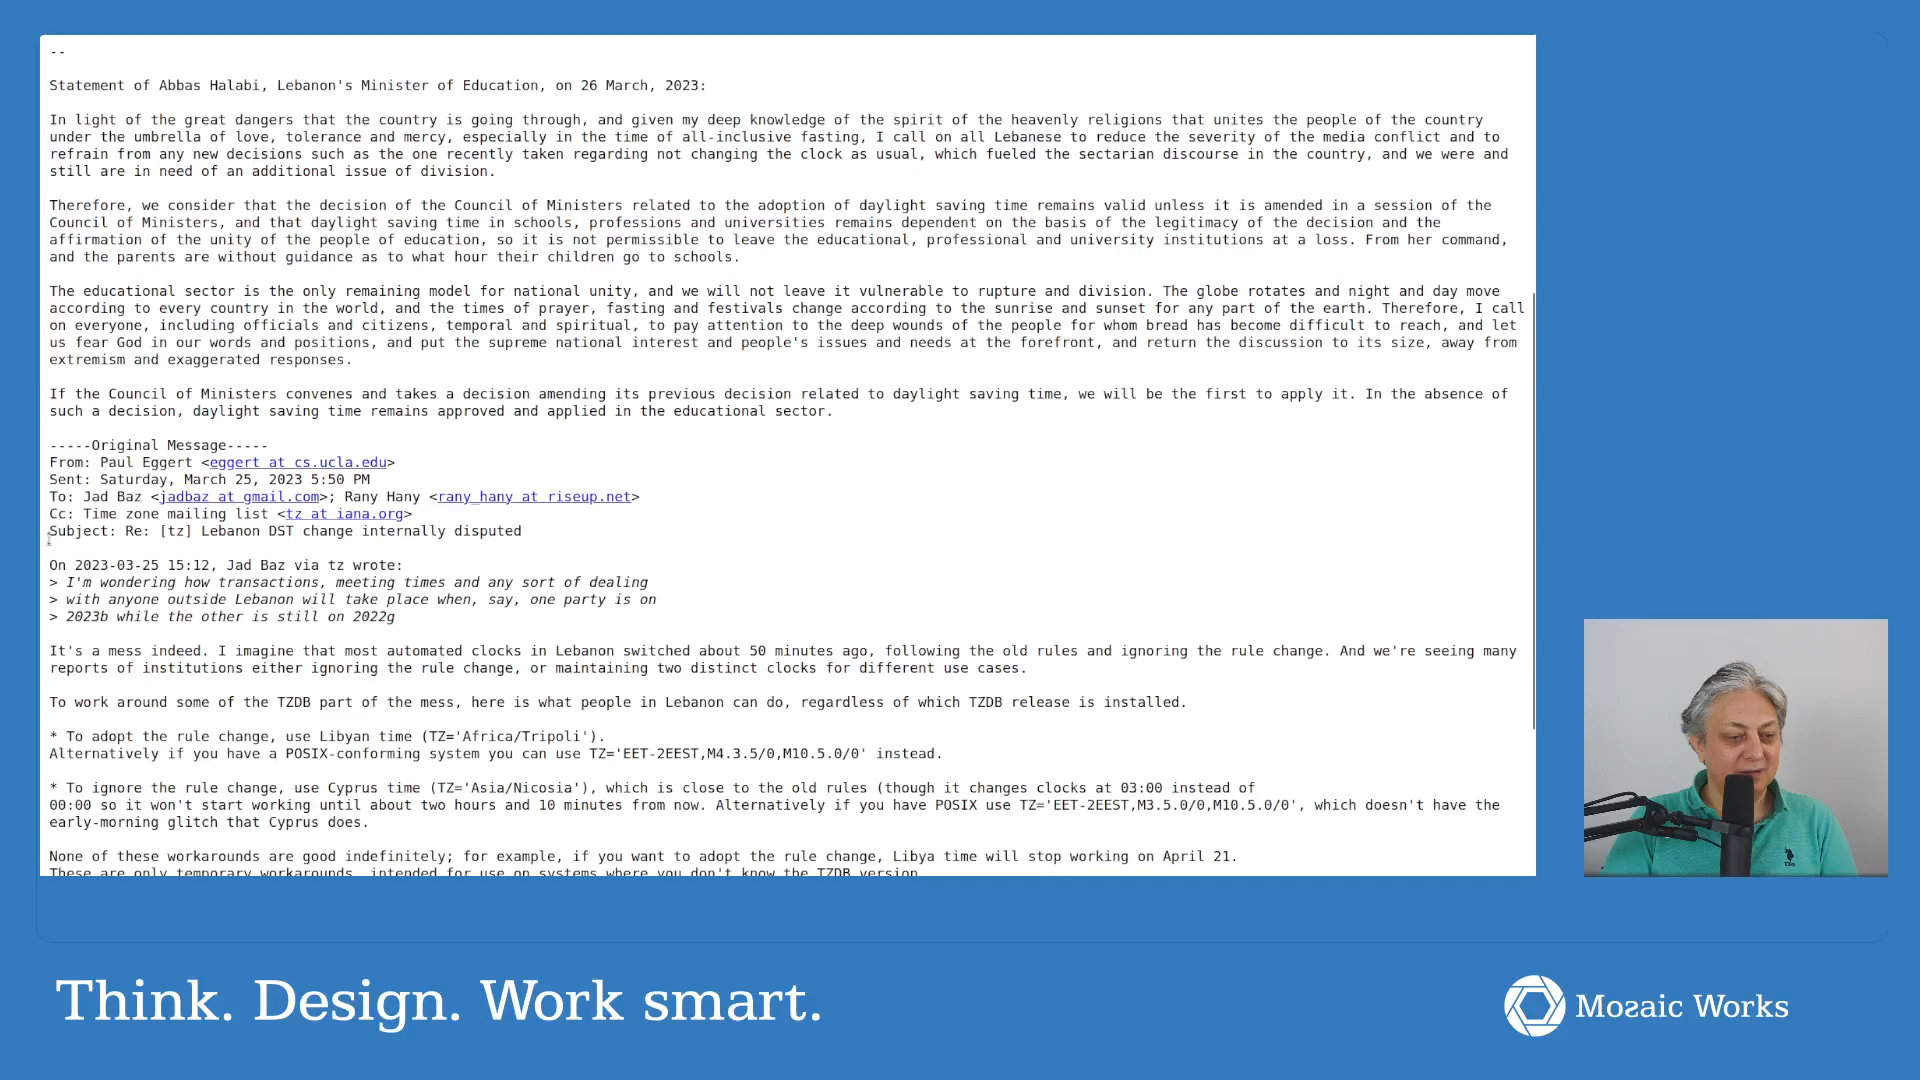 --
Statement of Abbas Halabi, Lebanon's Minister of Education, on 26 March, 2023:
In light of the great dangers that the country is going through, and given my deep knowledge of the spirit of the heavenly religions that unites the people of the country
under the umbrella of love, tolerance and mercy, especially in the time of all-inclusive fasting, I call on all Lebanese to reduce the severity of the media conflict and to
refrain from any new decisions such as the one recently taken regarding not changing the clock as usual, which fueled the sectarian discourse in the country, and we were and
still are in need of an additional issue of division.
Therefore, we consider that the decision of the Council of Ministers related to the adoption of daylight saving time remains valid unless it is amended in a session of the
Council of Ministers, and that daylight saving time in schools, professions and universities remains dependent on the basis of the legitimacy of the decision and the
affirmation of the unity of the people of education, so it is not permissible to leave the educational, professional and university institutions at a loss. From her command,
and the parents are without guidance as to what hour their children go to schools.
The educational sector is the only remaining model for national unity, and we will not leave it vulnerable to rupture and division. The globe rotates and night and day move
according to every country in the world, and the times of prayer, fasting and festivals change according to the sunrise and sunset for any part of the earth. Therefore, I call
on everyone, including officials and citizens, temporal and spiritual, to pay attention to the deep wounds of the people for whom bread has become difficult to reach, and let
us fear God in our words and positions, and put the supreme national interest and people's issues and needs at the forefront, and return the discussion to its size, away from
extremism and exaggerated responses.
If the Council of Ministers convenes and takes a decision amending its previous decision related to daylight saving time, we will be the first to apply it. In the absence of
such a decision, daylight saving time remains approved and applied in the educational sector.
-----Original Message-----
From: Paul Eggert <eggert at cs.ucla.edu>
Sent: Saturday, March 25, 2023 5:50 PM
To: Jad Baz <jadbaz at gmail.com>; Rany Hany <rany_hany at riseup.net>
Cc: Time zone mailing list <tz at iana.org>
Subject: Re: [tz] Lebanon DST change internally disputed
On 2023-03-25 15:12, Jad Baz via tz wrote:
> I'm wondering how transactions, meeting times and any sort of dealing
> with anyone outside Lebanon will take place when, say, one party is on
> 2023b while the other is still on 2022g
It's a mess indeed. I imagine that most automated clocks in Lebanon switched about 50 minutes ago, following the old rules and ignoring the rule change. And we're seeing many
reports of institutions either ignoring the rule change, or maintaining two distinct clocks for different use cases.
To work around some of the TZDB part of the mess, here is what people in Lebanon can do, regardless of which TZDB release is installed.
* To adopt the rule change, use Libyan time (TZ='Africa/Tripoli').
Alternatively if you have a POSIX-conforming system you can use TZ='EET-2EEST,M4.3.5/0,M10.5.0/0' instead.
* To ignore the rule change, use Cyprus time (TZ='Asia/Nicosia'), which is close to the old rules (though it changes clocks at 03:00 instead of
00:00 so it won't start working until about two hours and 10 minutes from now. Alternatively if you have POSIX use TZ='EET-2EEST,M3.5.0/0,M10.5.0/0', which doesn't have the
early-morning glitch that Cyprus does.
None of these workarounds are good indefinitely; for example, if you want to adopt the rule change, Libya time will stop working on April 21.
These are only temporary workarounds, intended for use on systems where you don't know the TZDB version.
Think. Design. Work smart.
Mozaic Works